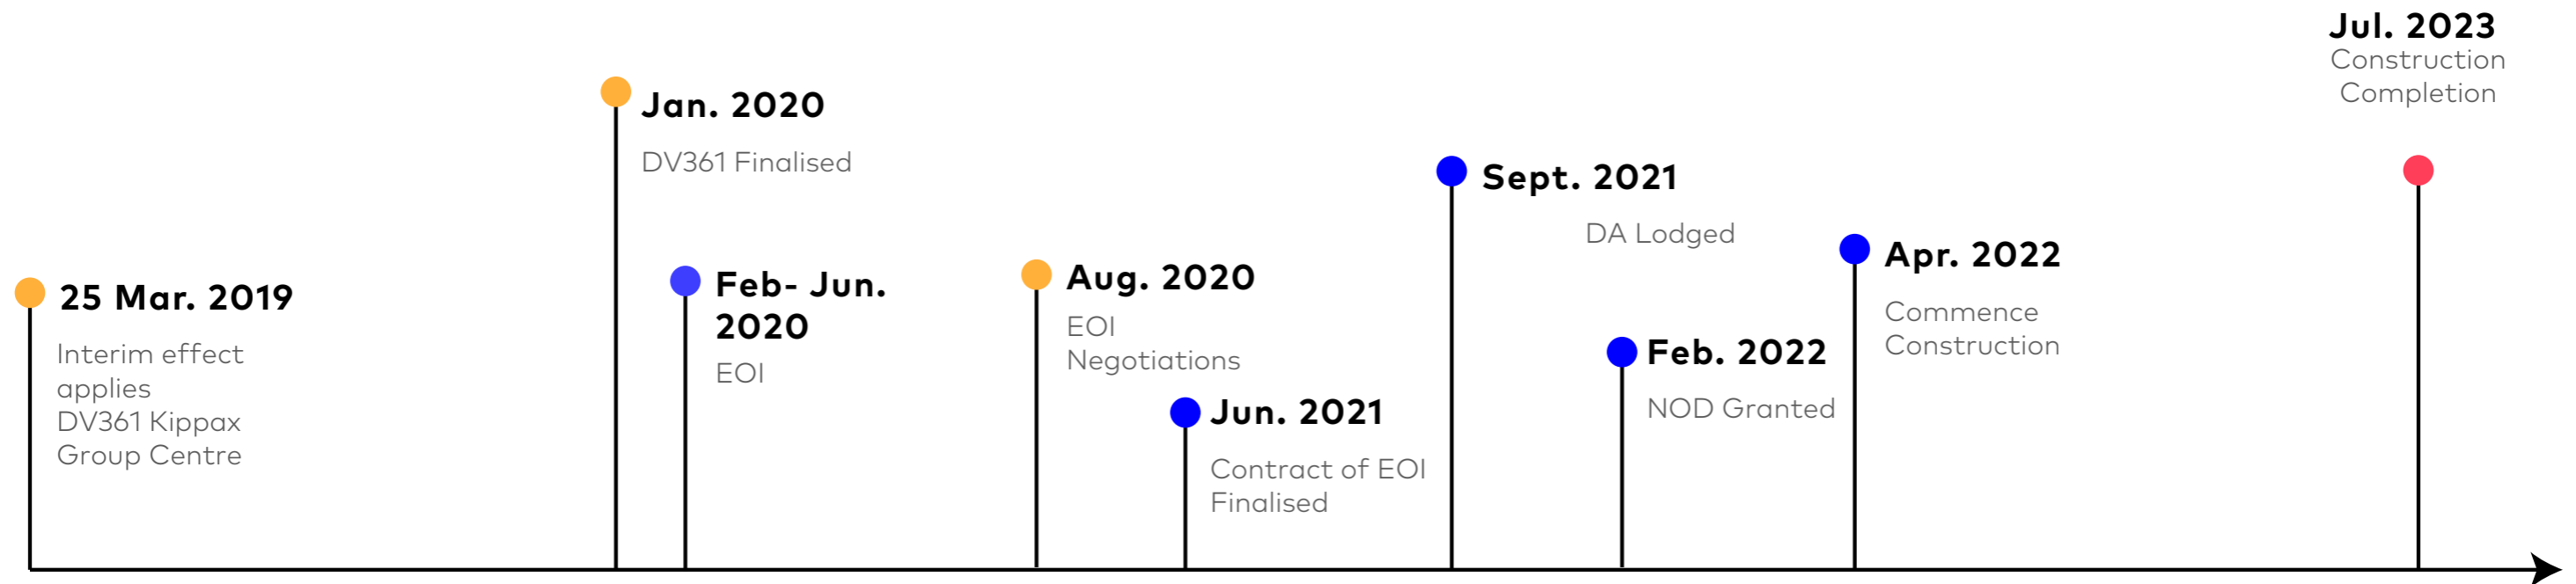 25 Mar. 2019
Interim effect
applies
DV361 Kippax
Group Centre
Jan. 2020
DV361 Finalised
Feb- Jun.
2020
EOI
Aug. 2020
EOI
Negotiations
Jun. 2021
Contract of EOI
Finalised
Sept. 2021
DA Lodged
Feb. 2022
NOD Granted
Apr. 2022
Commence
Construction
Jul. 2023
Construction
Completion